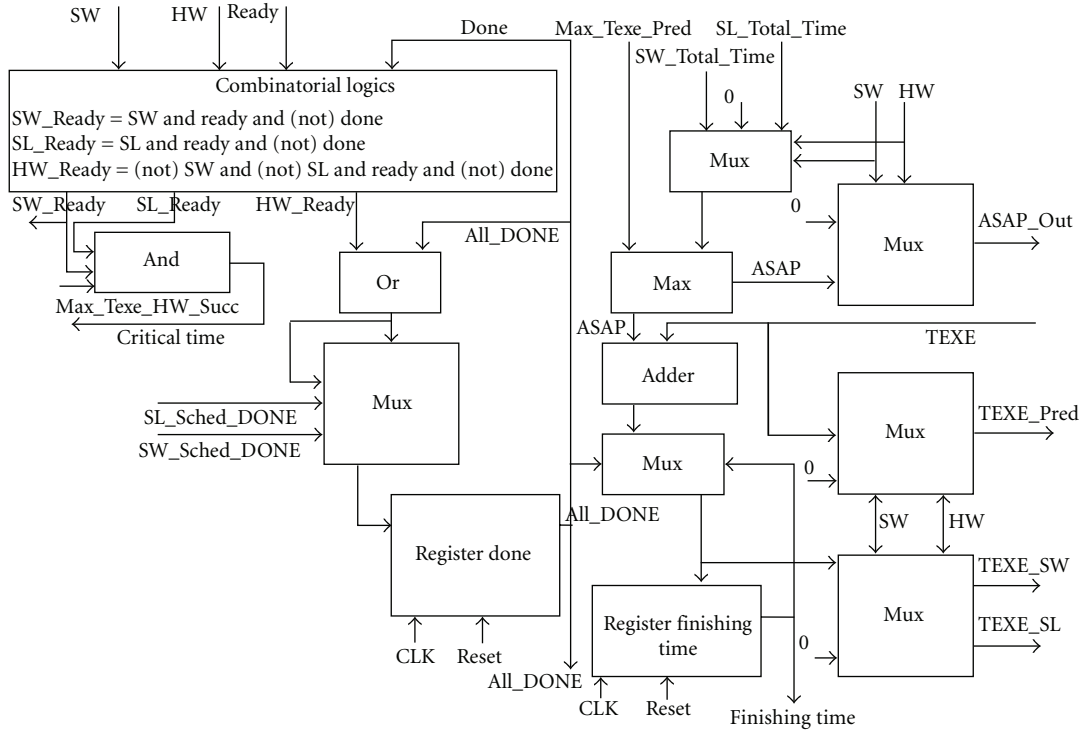 SW
HW
Ready
Done
Max_Texe_Pred
SL_Total_Time
SW_Total_Time
0
SW
HW
Combinatorial logics
SW_Ready = SW and ready and (not) done
SL_Ready = SL and ready and (not) done
HW_Ready = (not) SW and (not) SL and ready and (not) done
Mux
SW_Ready
SL_Ready
HW_Ready
All_DONE
0
Mux
ASAP_Out
And
Or
Max
ASAP
Max_Texe_HW_Succ
Critical time
ASAP
TEXE
Adder
Mux
SL_Sched_DONE
SW_Sched_DONE
Mux
Mux
TEXE_Pred
0
All_DONE
SW
HW
Register done
TEXE_SW
Mux
TEXE_SL
Register finishing
time
0
CLK
Reset
All_DONE
CLK
Reset
Finishing time